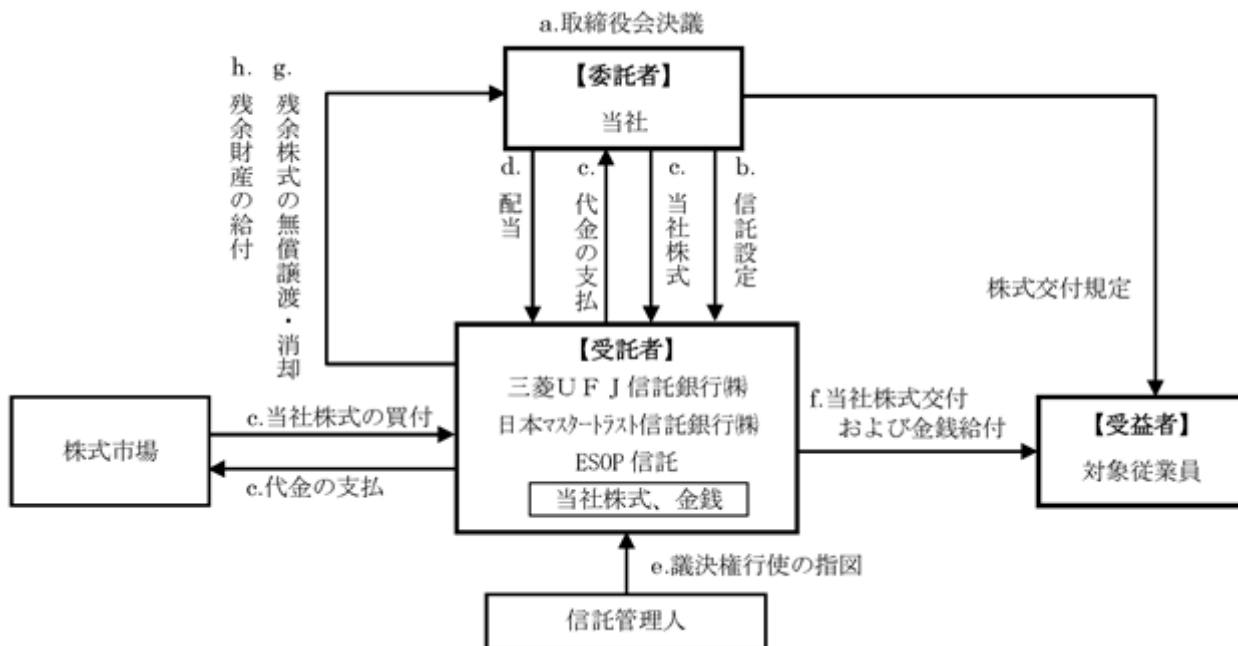 a.取締役会決議
【委託者】
当社
h.
残余財産の給付
g.
残余株式の無償譲渡・消却
d.
配当
c.
代金の支払
c.
当社株式
b.
信託設定
株式交付規定
【受託者】
三菱UFJ信託銀行㈱
日本マスタートラスト信託銀行㈱
ESOP信託
当社株式、金銭
株式市場
c.当社株式の買付
c.代金の支払
f.当社株式交付
および金銭給付
【受益者】
対象従業員
e.議決権行使の指図
信託管理人